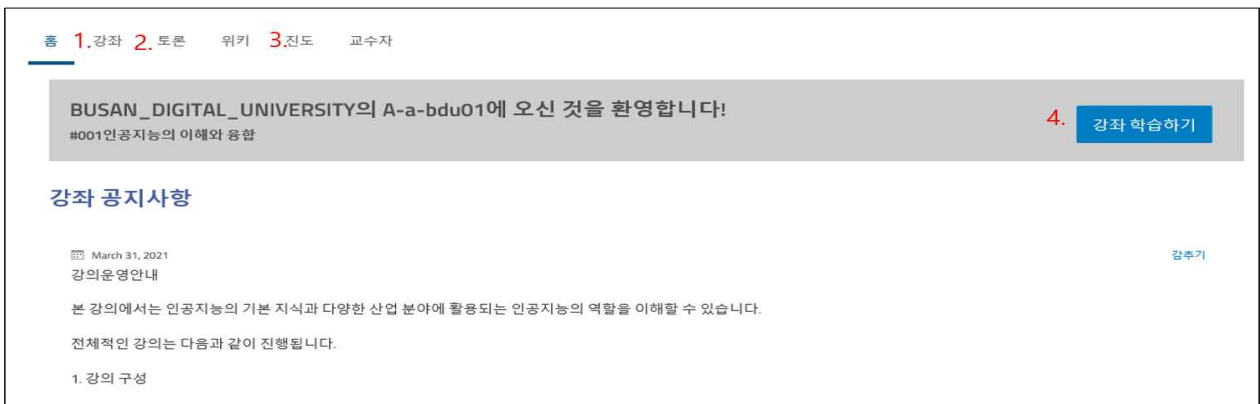 홈 1.강좌 2. 토론 위키 3.진도 교수자
BUSAN_DIGITAL_UNIVERSITY의 A-a-bdu01에 오신 것을 환영합니다!
#001인공지능의 이해와 융합
4. 강좌 학습하기
강좌 공지사항
March 31, 2021 감추기
강의운영안내
본 강의에서는 인공지능의 기본 지식과 다양한 산업 분야에 활용되는 인공지능의 역할을 이해할 수 있습니다.
전체적인 강의는 다음과 같이 진행됩니다.
1. 강의 구성